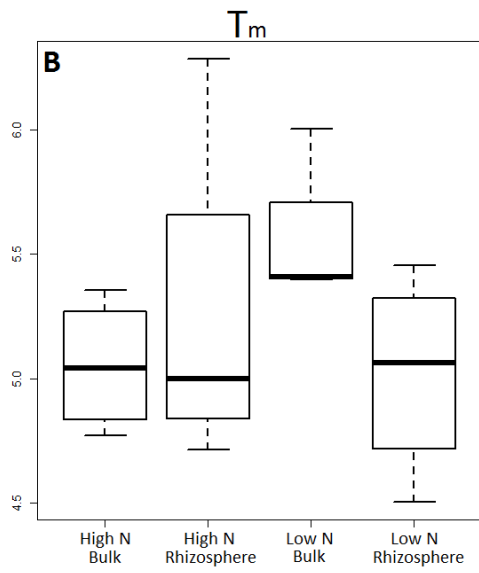 Tm
B
6.0
5.5
5.0
4.5
High N
Bulk
High N
Rhizosphere
Low N
Bulk
Low N
Rhizosphere